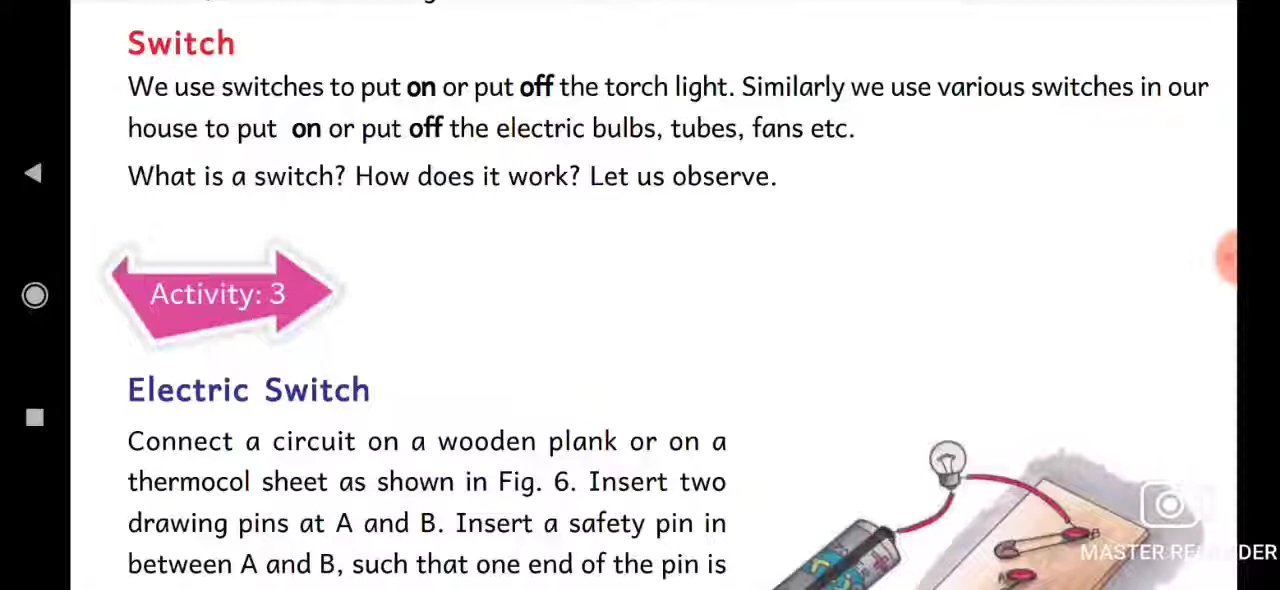 Switch
We use switches to put on or put off the torch light. Similarly we use various switches in our
house to put on or put off the electric bulbs, tubes, fans etc.
What is a switch? How does it work? Let us observe.
Activity: 3
Electric Switch
Connect a circuit on a wooden plank or on a
thermocol sheet as shown in Fig. 6. Insert two
drawing pins at A and B. Insert a safety pin in
between A and B, such that one end of the pin is
B
A
MASTER RE DER